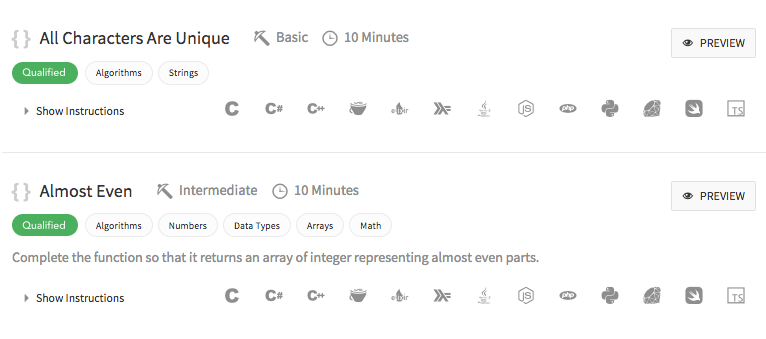 { } All Characters Are Unique Basic 10 Minutes PREVIEW
Qualified Algorithms Strings
Show Instructions C C# C++ elixir JS php TS
{ } Almost Even Intermediate 10 Minutes PREVIEW
Qualified Algorithms Numbers Data Types Arrays Math
Complete the function so that it returns an array of integer representing almost even parts.
Show Instructions C C# C++ elixir JS php TS